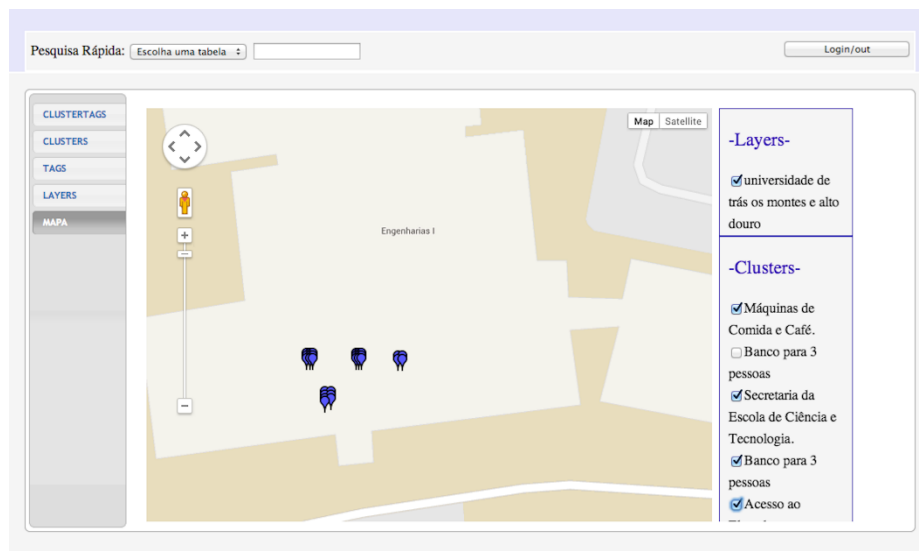 Pesquisa Rápida: Escolha uma tabela
Login/out
CLUSTERTAGS
CLUSTERS
TAGS
LAYERS
MAPA
Map Satellite
Engenharias I
-Layers-
universidade de
trás os montes e alto
douro
-Clusters-
Máquinas de
Comida e Café.
Banco para 3
pessoas
Secretaria da
Escola de Ciência e
Tecnologia.
Banco para 3
pessoas
Acesso ao